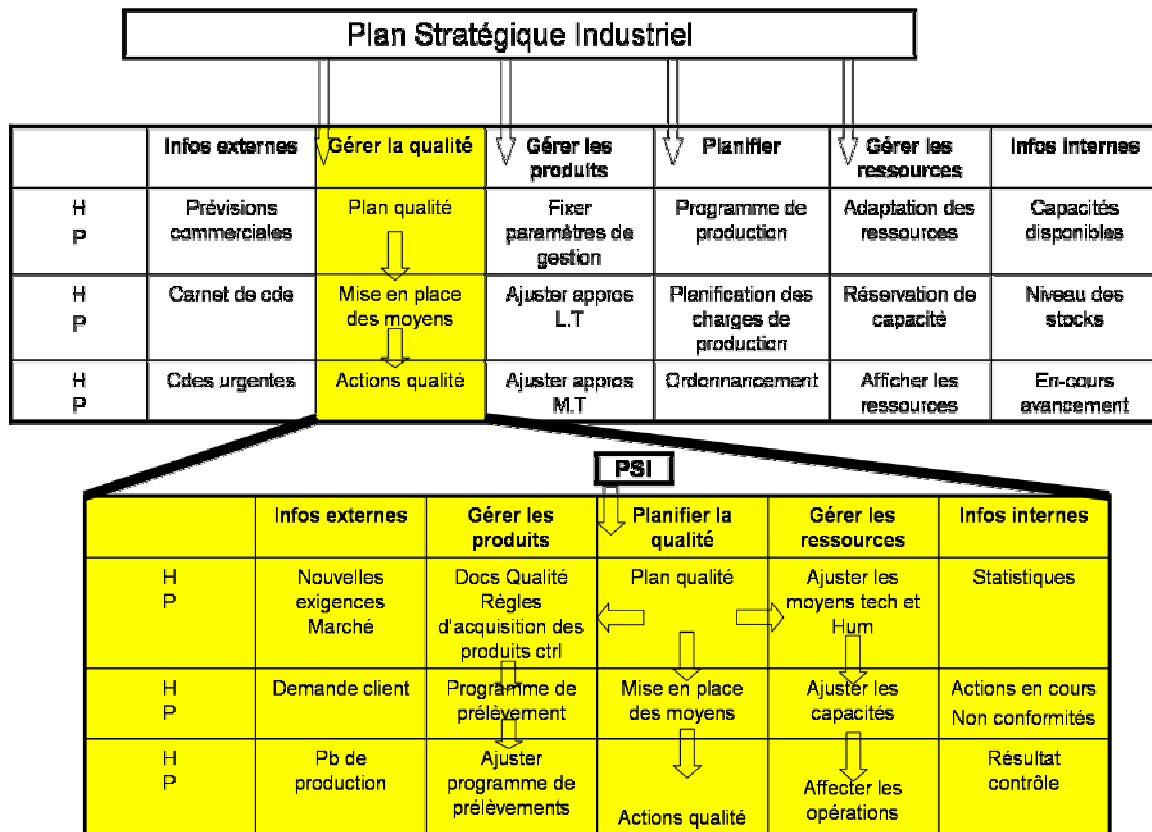 Plan Stratégique Industriel
Infos externes
Gérer la qualité
Gérer les
produits
Planifier
Gérer les
ressources
Infos internes
H
P
Prévisions
commerciales
Plan qualité
Fixer
paramètres de
gestion
Programme de
production
Adaptation des
ressources
Capacités
disponibles
H
P
Carnet de cde
Mise en place
des moyens
Ajuster appros
L.T
Planification des
charges de
production
Réservation de
capacité
Niveau des
stocks
H
P
Cdes urgentes
Actions qualité
Ajuster appros
M.T
Ordonnancement
Afficher les
ressources
En-cours
avancement
PSI
Infos externes
Gérer les
produits
Planifier la
qualité
Gérer les
ressources
Infos internes
H
P
Nouvelles
exigences
Marché
Docs Qualité
Règles
d'acquisition des
produits ctrl
Plan qualité
Ajuster les
moyens tech et
Hum
Statistiques
H
P
Demande client
Programme de
prélèvement
Mise en place
des moyens
Ajuster les
capacités
Actions en cours
Non conformités
H
P
Pb de
production
Ajuster
programme de
prélèvements
Actions qualité
Affecter les
opérations
Résultat
contrôle